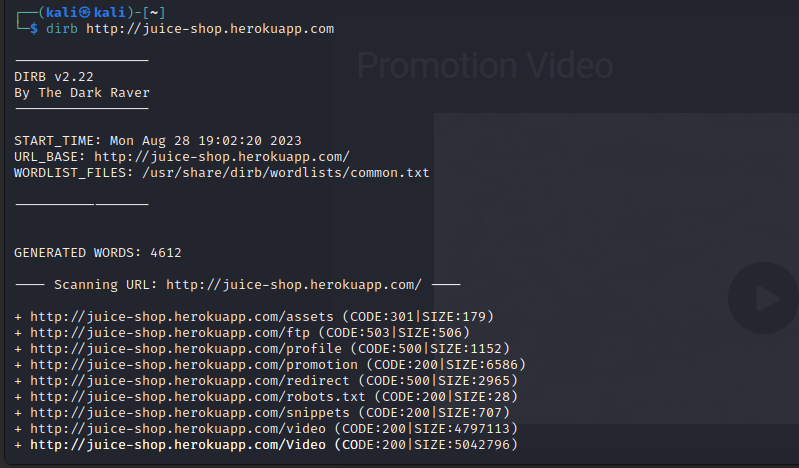 (kali㉿kali)-[~]
$ dirb http://juice-shop.herokuapp.com
Promotion Video
-----------------
DIRB v2.22
By The Dark Raver
-----------------
START_TIME: Mon Aug 28 19:02:20 2023
URL_BASE: http://juice-shop.herokuapp.com/
WORDLIST_FILES: /usr/share/dirb/wordlists/common.txt
-----------------
GENERATED WORDS: 4612
---- Scanning URL: http://juice-shop.herokuapp.com/ ----
+ http://juice-shop.herokuapp.com/assets (CODE:301|SIZE:179)
+ http://juice-shop.herokuapp.com/ftp (CODE:503|SIZE:506)
+ http://juice-shop.herokuapp.com/profile (CODE:500|SIZE:1152)
+ http://juice-shop.herokuapp.com/promotion (CODE:200|SIZE:6586)
+ http://juice-shop.herokuapp.com/redirect (CODE:500|SIZE:2965)
+ http://juice-shop.herokuapp.com/robots.txt (CODE:200|SIZE:28)
+ http://juice-shop.herokuapp.com/snippets (CODE:200|SIZE:707)
+ http://juice-shop.herokuapp.com/video (CODE:200|SIZE:4797113)
+ http://juice-shop.herokuapp.com/Video (CODE:200|SIZE:5042796)